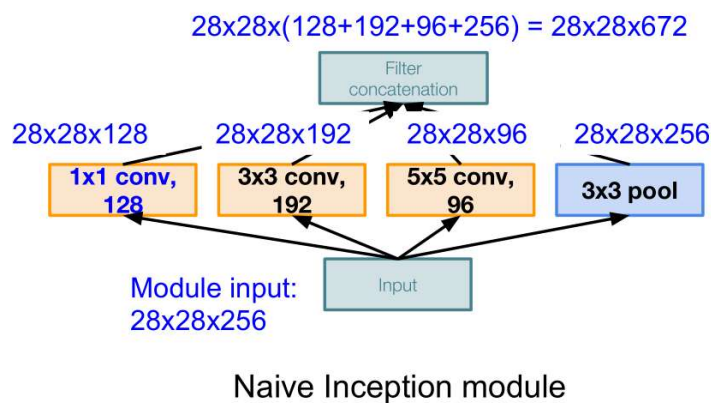 28x28x(128+192+96+256) = 28x28x672
Filter
concatenation
28x28x128 28x28x192 28x28x96 28x28x256
1x1 conv,
128
3x3 conv,
192
5x5 conv,
96
3x3 pool
Module input:
28x28x256
Input
Naive Inception module